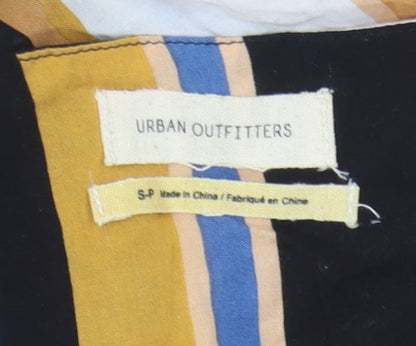 URBAN OUTFITTERS
S-P Made in China / Fabriqué en Chine